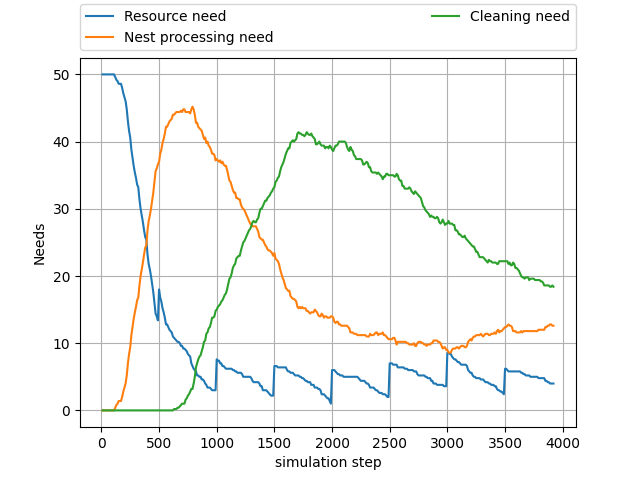 Resource need
Nest processing need
Cleaning need
50
40
30
20
10
0
Needs
0 500 1000 1500 2000 2500 3000 3500 4000
simulation step